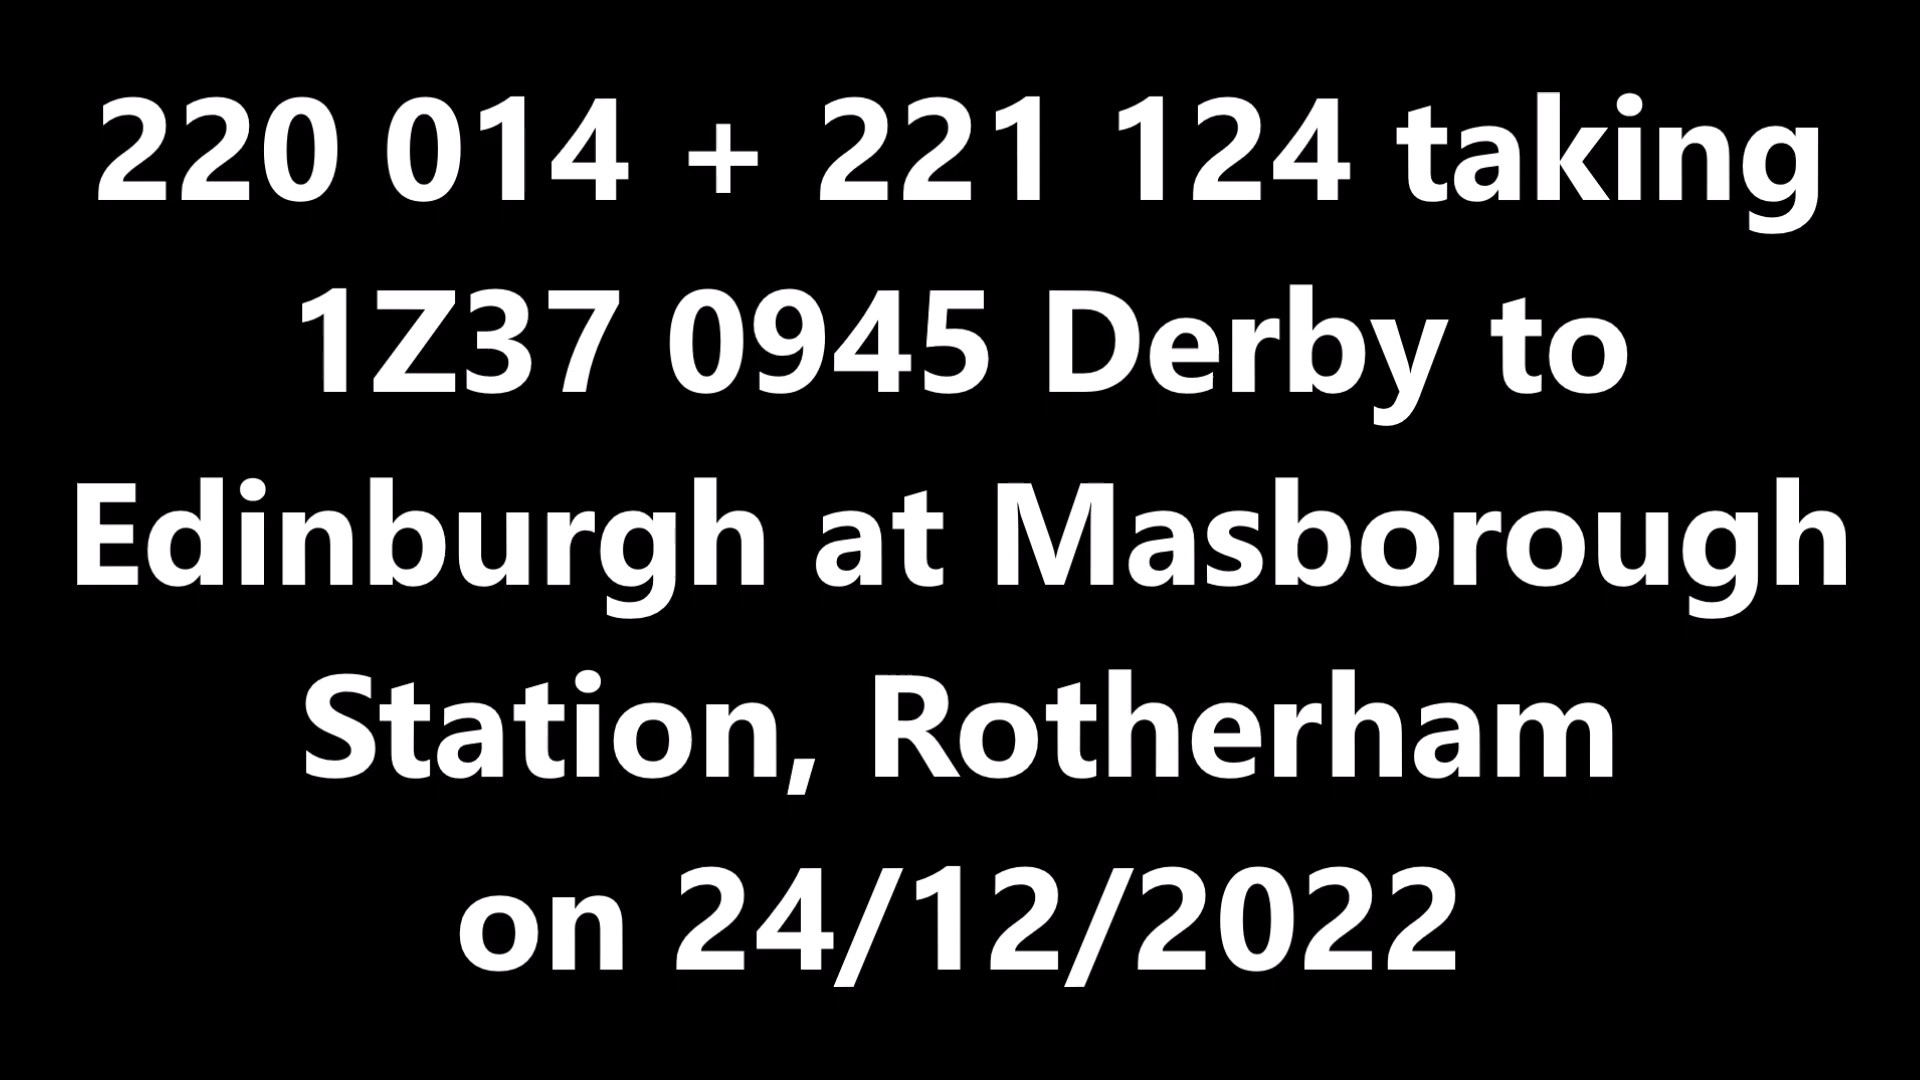 220 014 + 221 124 taking
1Z37 0945 Derby to
Edinburgh at Masborough
Station, Rotherham
on 24/12/2022